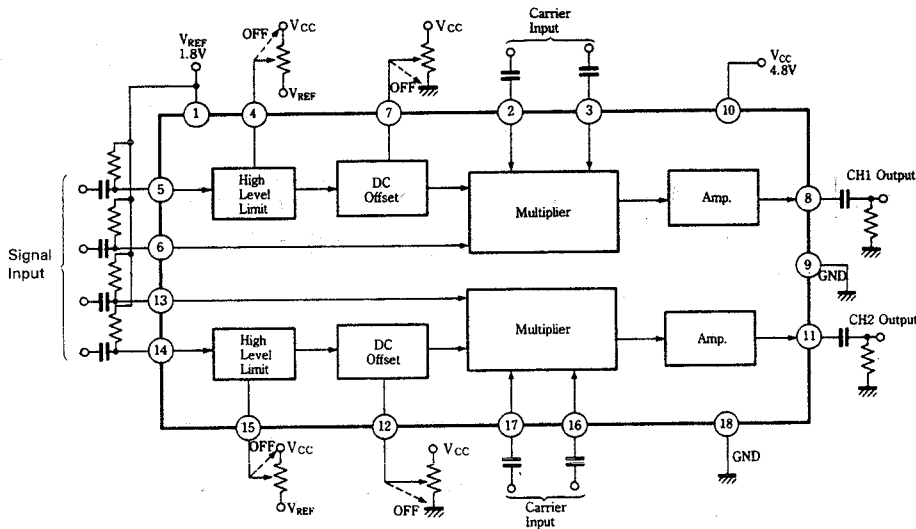 Carrier
Input
OFF
VCC
VCC
VREF
1.8V
VCC
4.8V
VREF
OFF
1
4
7
2
3
10
5
High
Level
Limit
DC
Offset
Multiplier
Amp.
8
CH1 Output
Signal
Input
6
9
GND
13
14
High
Level
Limit
DC
Offset
Multiplier
Amp.
11
CH2 Output
15
12
17
16
18
OFF
VCC
VCC
GND
VREF
OFF
Carrier
Input